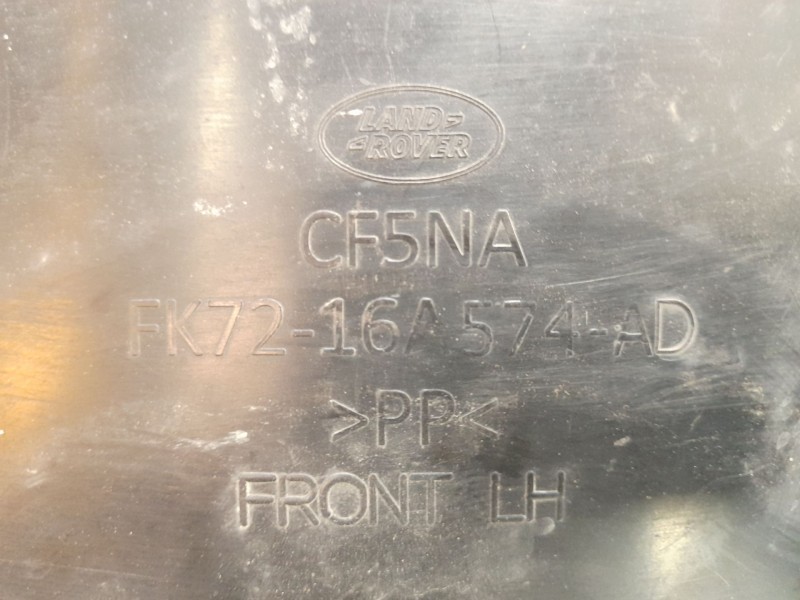 LAND
ROVER
CF5NA
FK72-16A574-AD
>PP<
FRONT LH